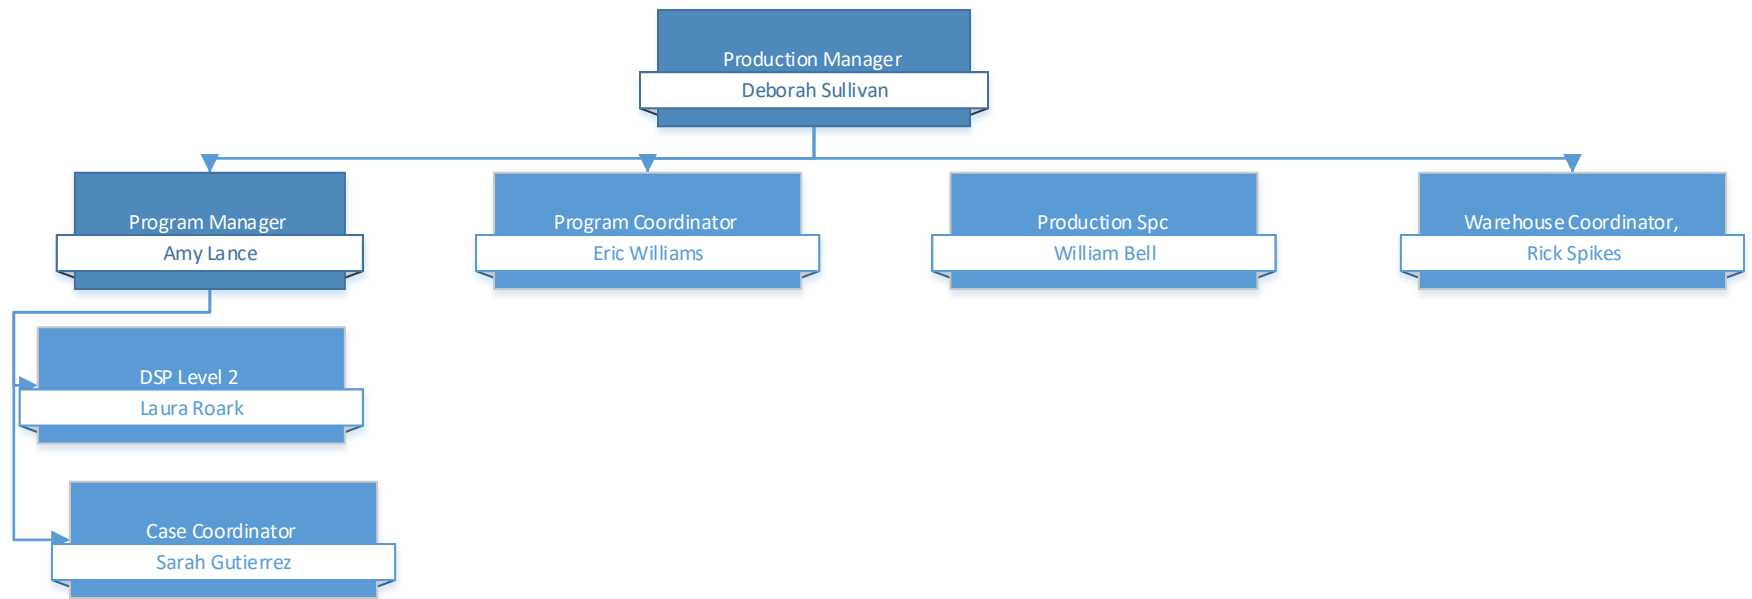 Production Manager
Deborah Sullivan
Program Manager
Amy Lance
Program Coordinator
Eric Williams
Production Spc
William Bell
Warehouse Coordinator,
Rick Spikes
DSP Level 2
Laura Roark
Case Coordinator
Sarah Gutierrez